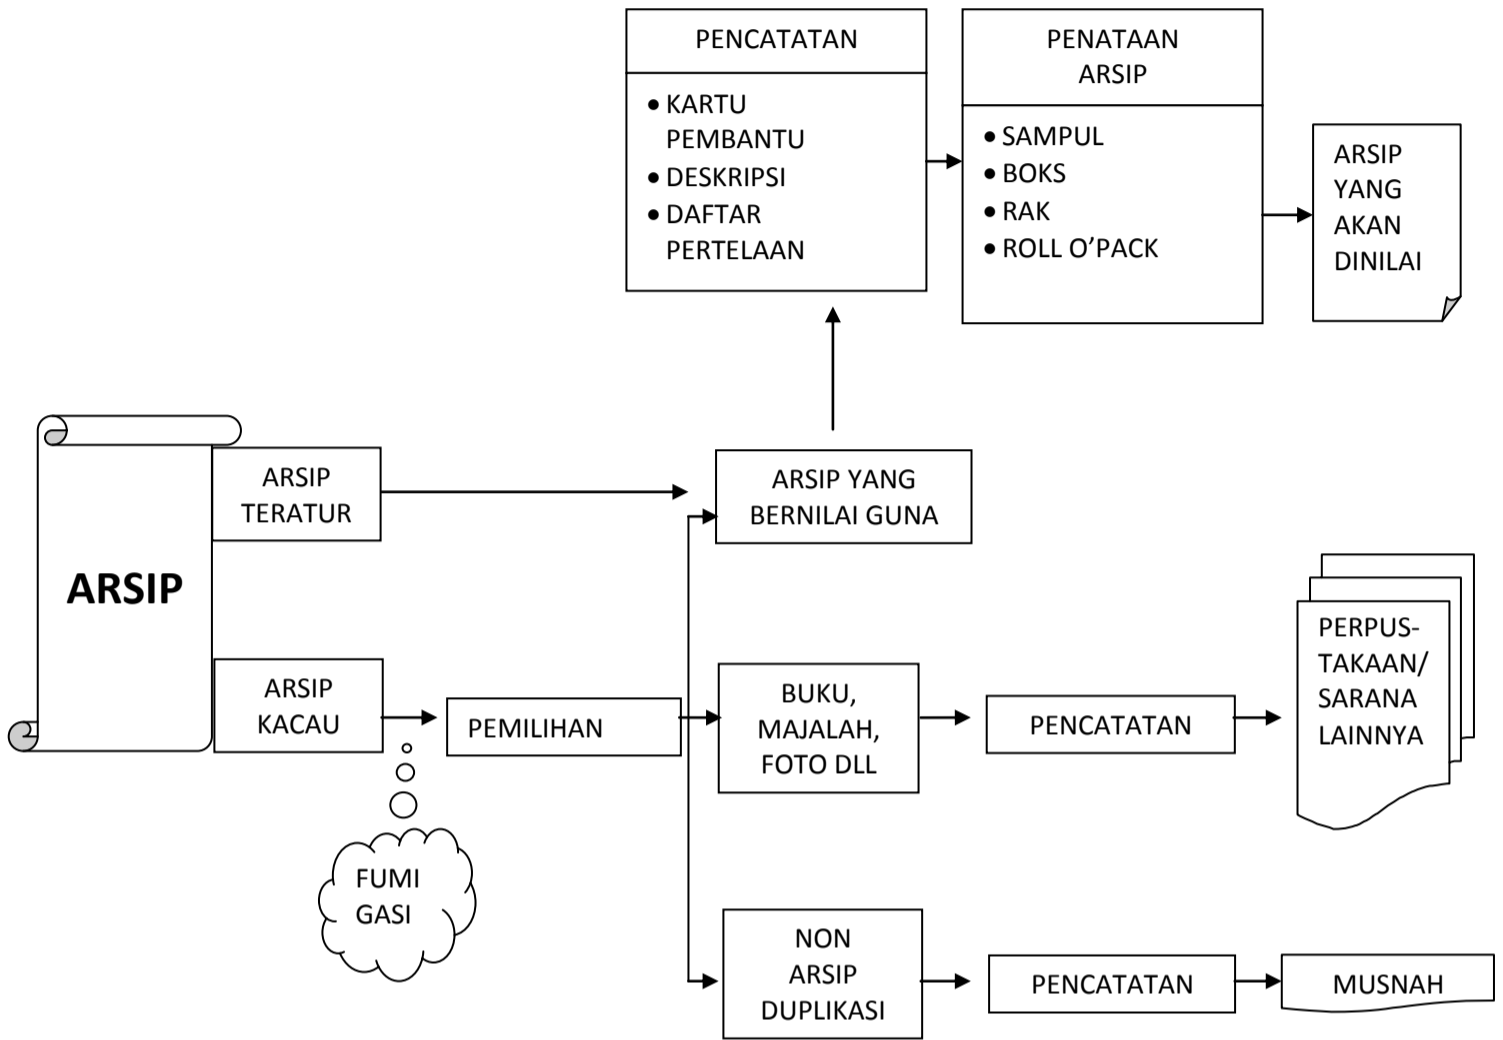 PENCATATAN
• KARTU
PEMBANTU
• DESKRIPSI
• DAFTAR
PERTELAAN
PENATAAN
ARSIP
• SAMPUL
• BOKS
• RAK
• ROLL O’PACK
ARSIP
YANG
AKAN
DINILAI
ARSIP
ARSIP
TERATUR
ARSIP YANG
BERNILAI GUNA
ARSIP
KACAU
PEMILIHAN
BUKU,
MAJALAH,
FOTO DLL
PENCATATAN
PERPUS-
TAKAAN/
SARANA
LAINNYA
FUMI
GASI
NON
ARSIP
DUPLIKASI
PENCATATAN
MUSNAH